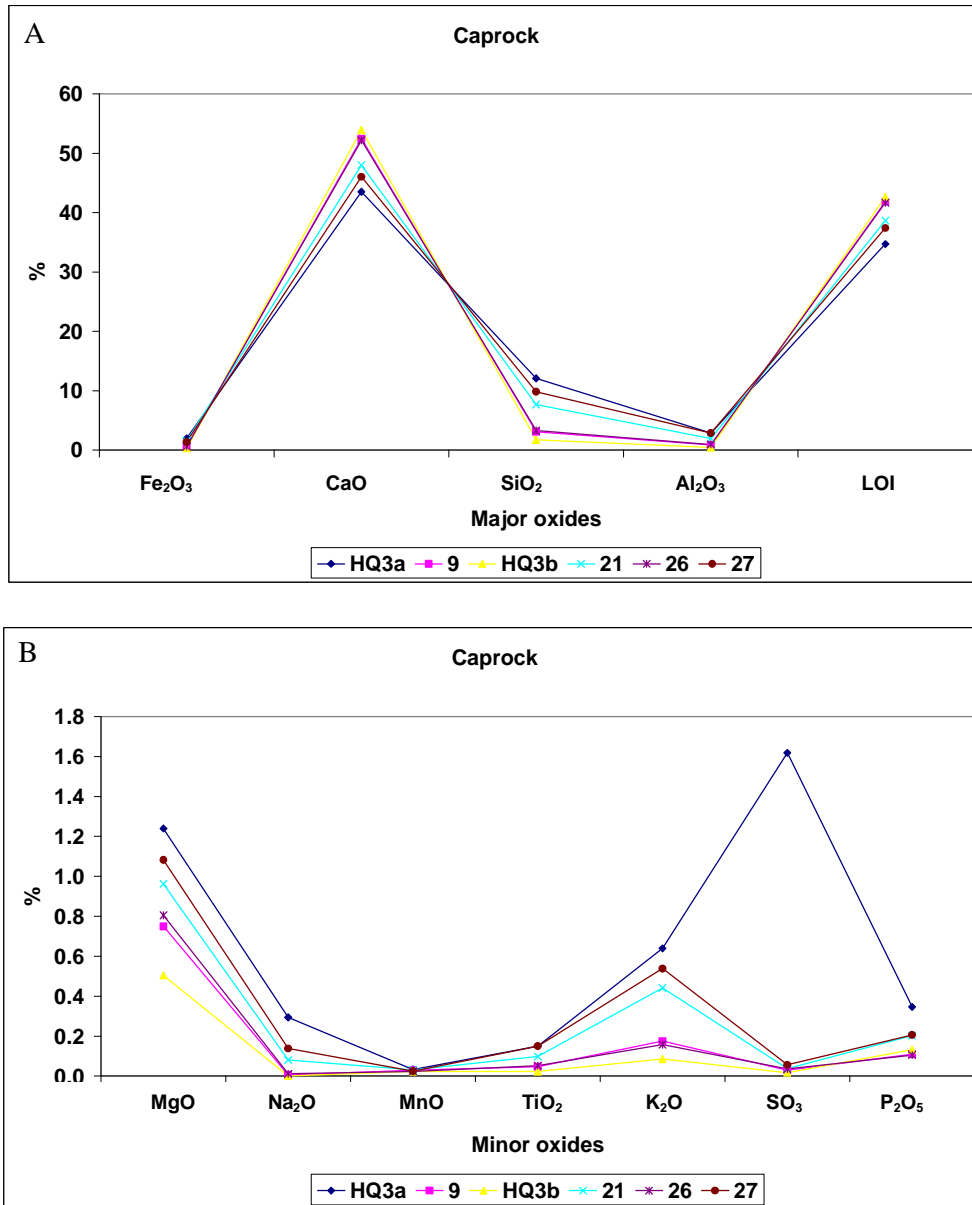 A
Caprock
60
50
40
30
20
10
0
%
Fe₂O₃ CaO SiO₂ Al₂O₃ LOI
Major oxides
HQ3a 9 HQ3b 21 26 27
B
Caprock
1.8
1.6
1.4
1.2
1.0
0.8
0.6
0.4
0.2
0.0
%
MgO Na₂O MnO TiO₂ K₂O SO₃ P₂O₅
Minor oxides
HQ3a 9 HQ3b 21 26 27